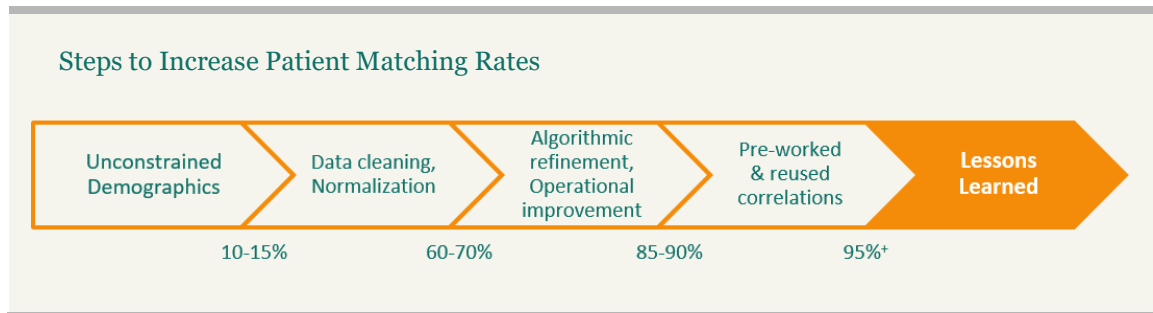 Steps to Increase Patient Matching Rates
Unconstrained
Demographics
Data cleaning,
Normalization
Algorithmic
refinement,
Operational
improvement
Pre-worked
& reused
correlations
Lessons
Learned
10-15%
60-70%
85-90%
95%+